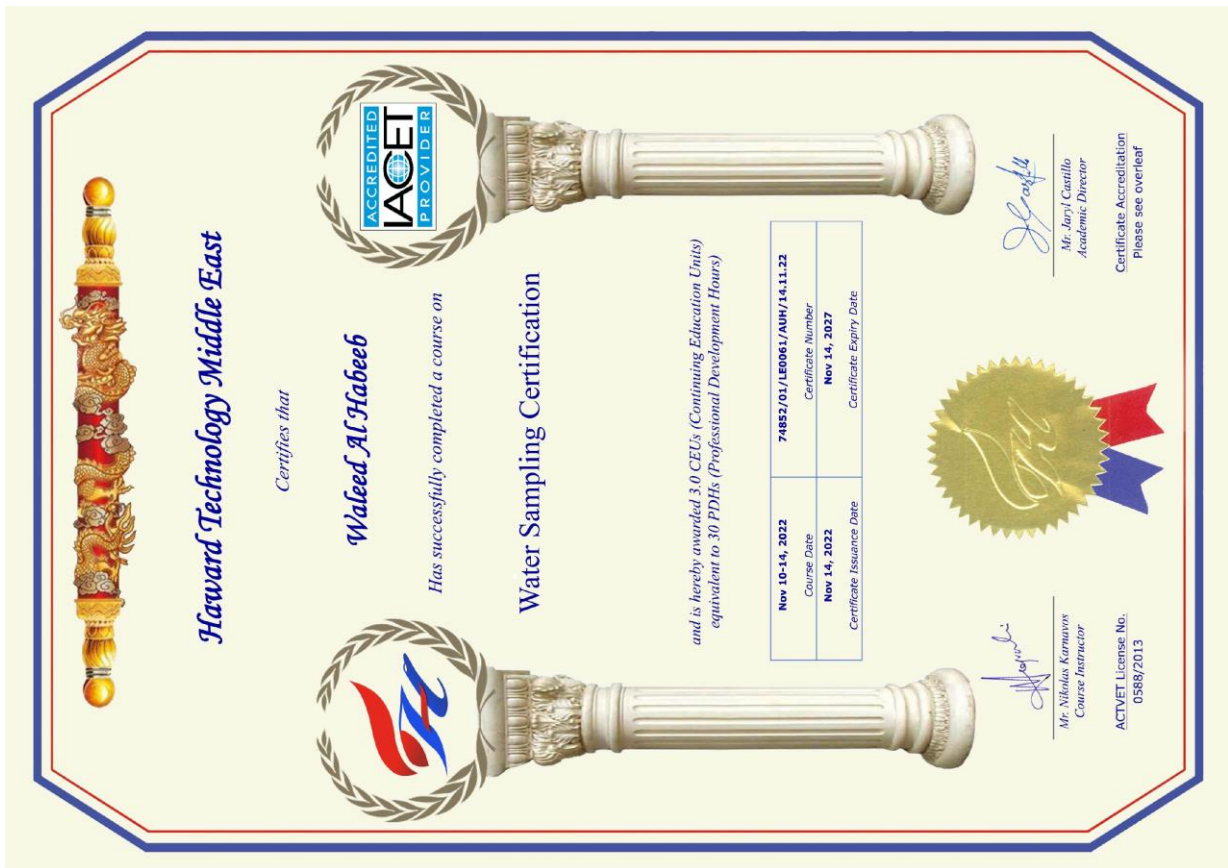 Haward Technology Middle East
Certifies that
Waleed Al Habeeb
Has successfully completed a course on
Water Sampling Certification
ACCREDITED
IACET
PROVIDER
and is hereby awarded 3.0 CEUs (Continuing Education Units)
equivalent to 30 PDHs (Professional Development Hours)
Nov 10-14, 2022 74852/01/LE0061/AUH/14.11.22
Course Date Certificate Number
Nov 14, 2022 Nov 14, 2027
Certificate Issuance Date Certificate Expiry Date
Mr. Nikolas Karnavos
Course Instructor
ACTVET License No.
0588/2013
Mr. Jaryl Castillo
Academic Director
Certificate Accreditation
Please see overleaf